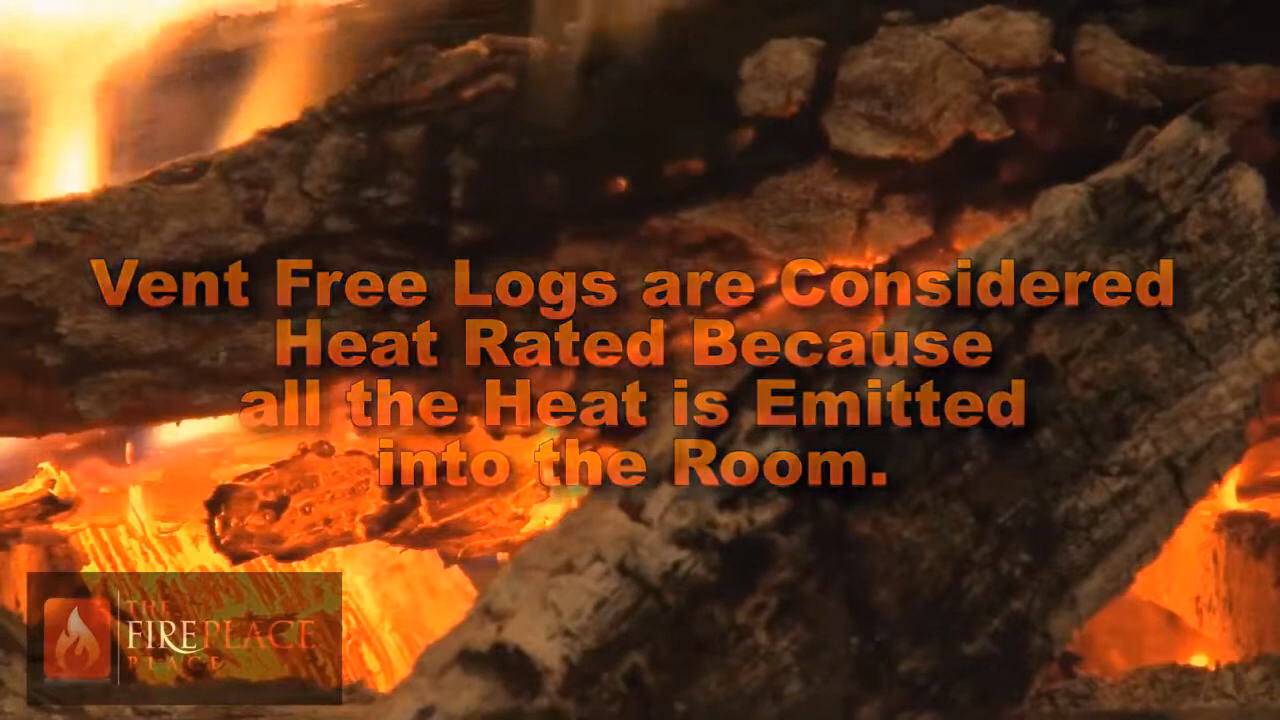 Vent Free Logs are Considered
Heat Rated Because
all the Heat is Emitted
into the Room.
THE
FIREPLACE
PLACE